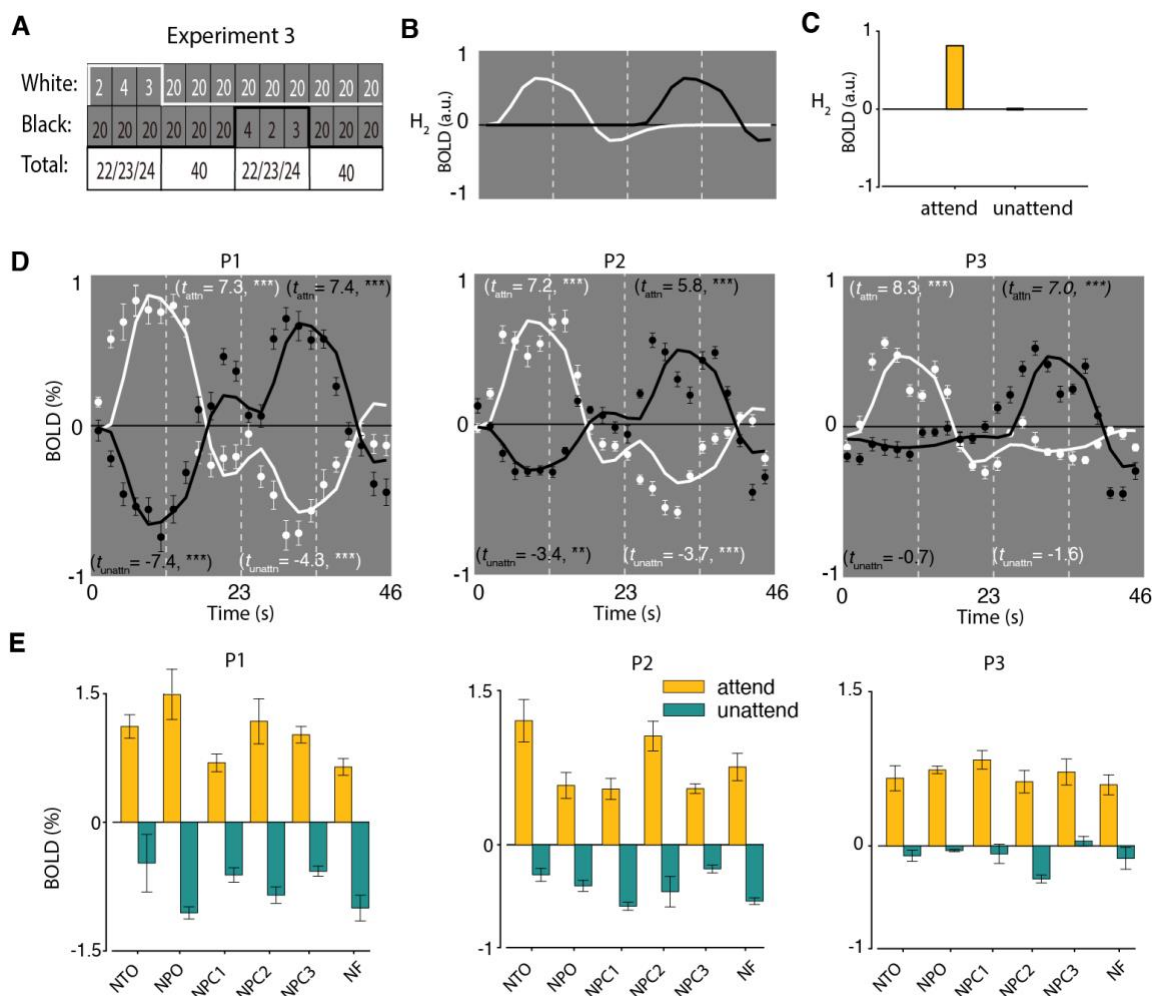 A
Experiment 3
White: 2 4 3 20 20 20 20 20 20 20 20 20
Black: 20 20 20 20 20 20 4 2 3 20 20 20
Total: 22/23/24 40 22/23/24 40
B
1
H2 0
BOLD (a.u.)
-1
C
1
H2 0
BOLD (a.u.)
-1
attend unattend
D
P1
1
(tattn= 7.3, ***) (tattn= 7.4, ***)
BOLD (%)
0
(tunattn= -7.4, ***) (tunattn= -4.3, ***)
-1
0 23 46
Time (s)
P2
(tattn= 7.2, ***) (tattn= 5.8, ***)
1
0
(tunattn= -3.4, **) (tunattn= -3.7, ***)
-1
0 23 46
Time (s)
P3
(tattn= 8.3, ***) (tattn= 7.0, ***)
1
0
(tunattn= -0.7) (tunattn= -1.6)
-1
0 23 46
Time (s)
E
P1
1.5
BOLD (%)
0
-1.5
NTO NPO NPC1 NPC2 NPC3 NF
P2
attend
unattend
1.5
0
-1
NTO NPO NPC1 NPC2 NPC3 NF
P3
1.5
0
-1
NTO NPO NPC1 NPC2 NPC3 NF